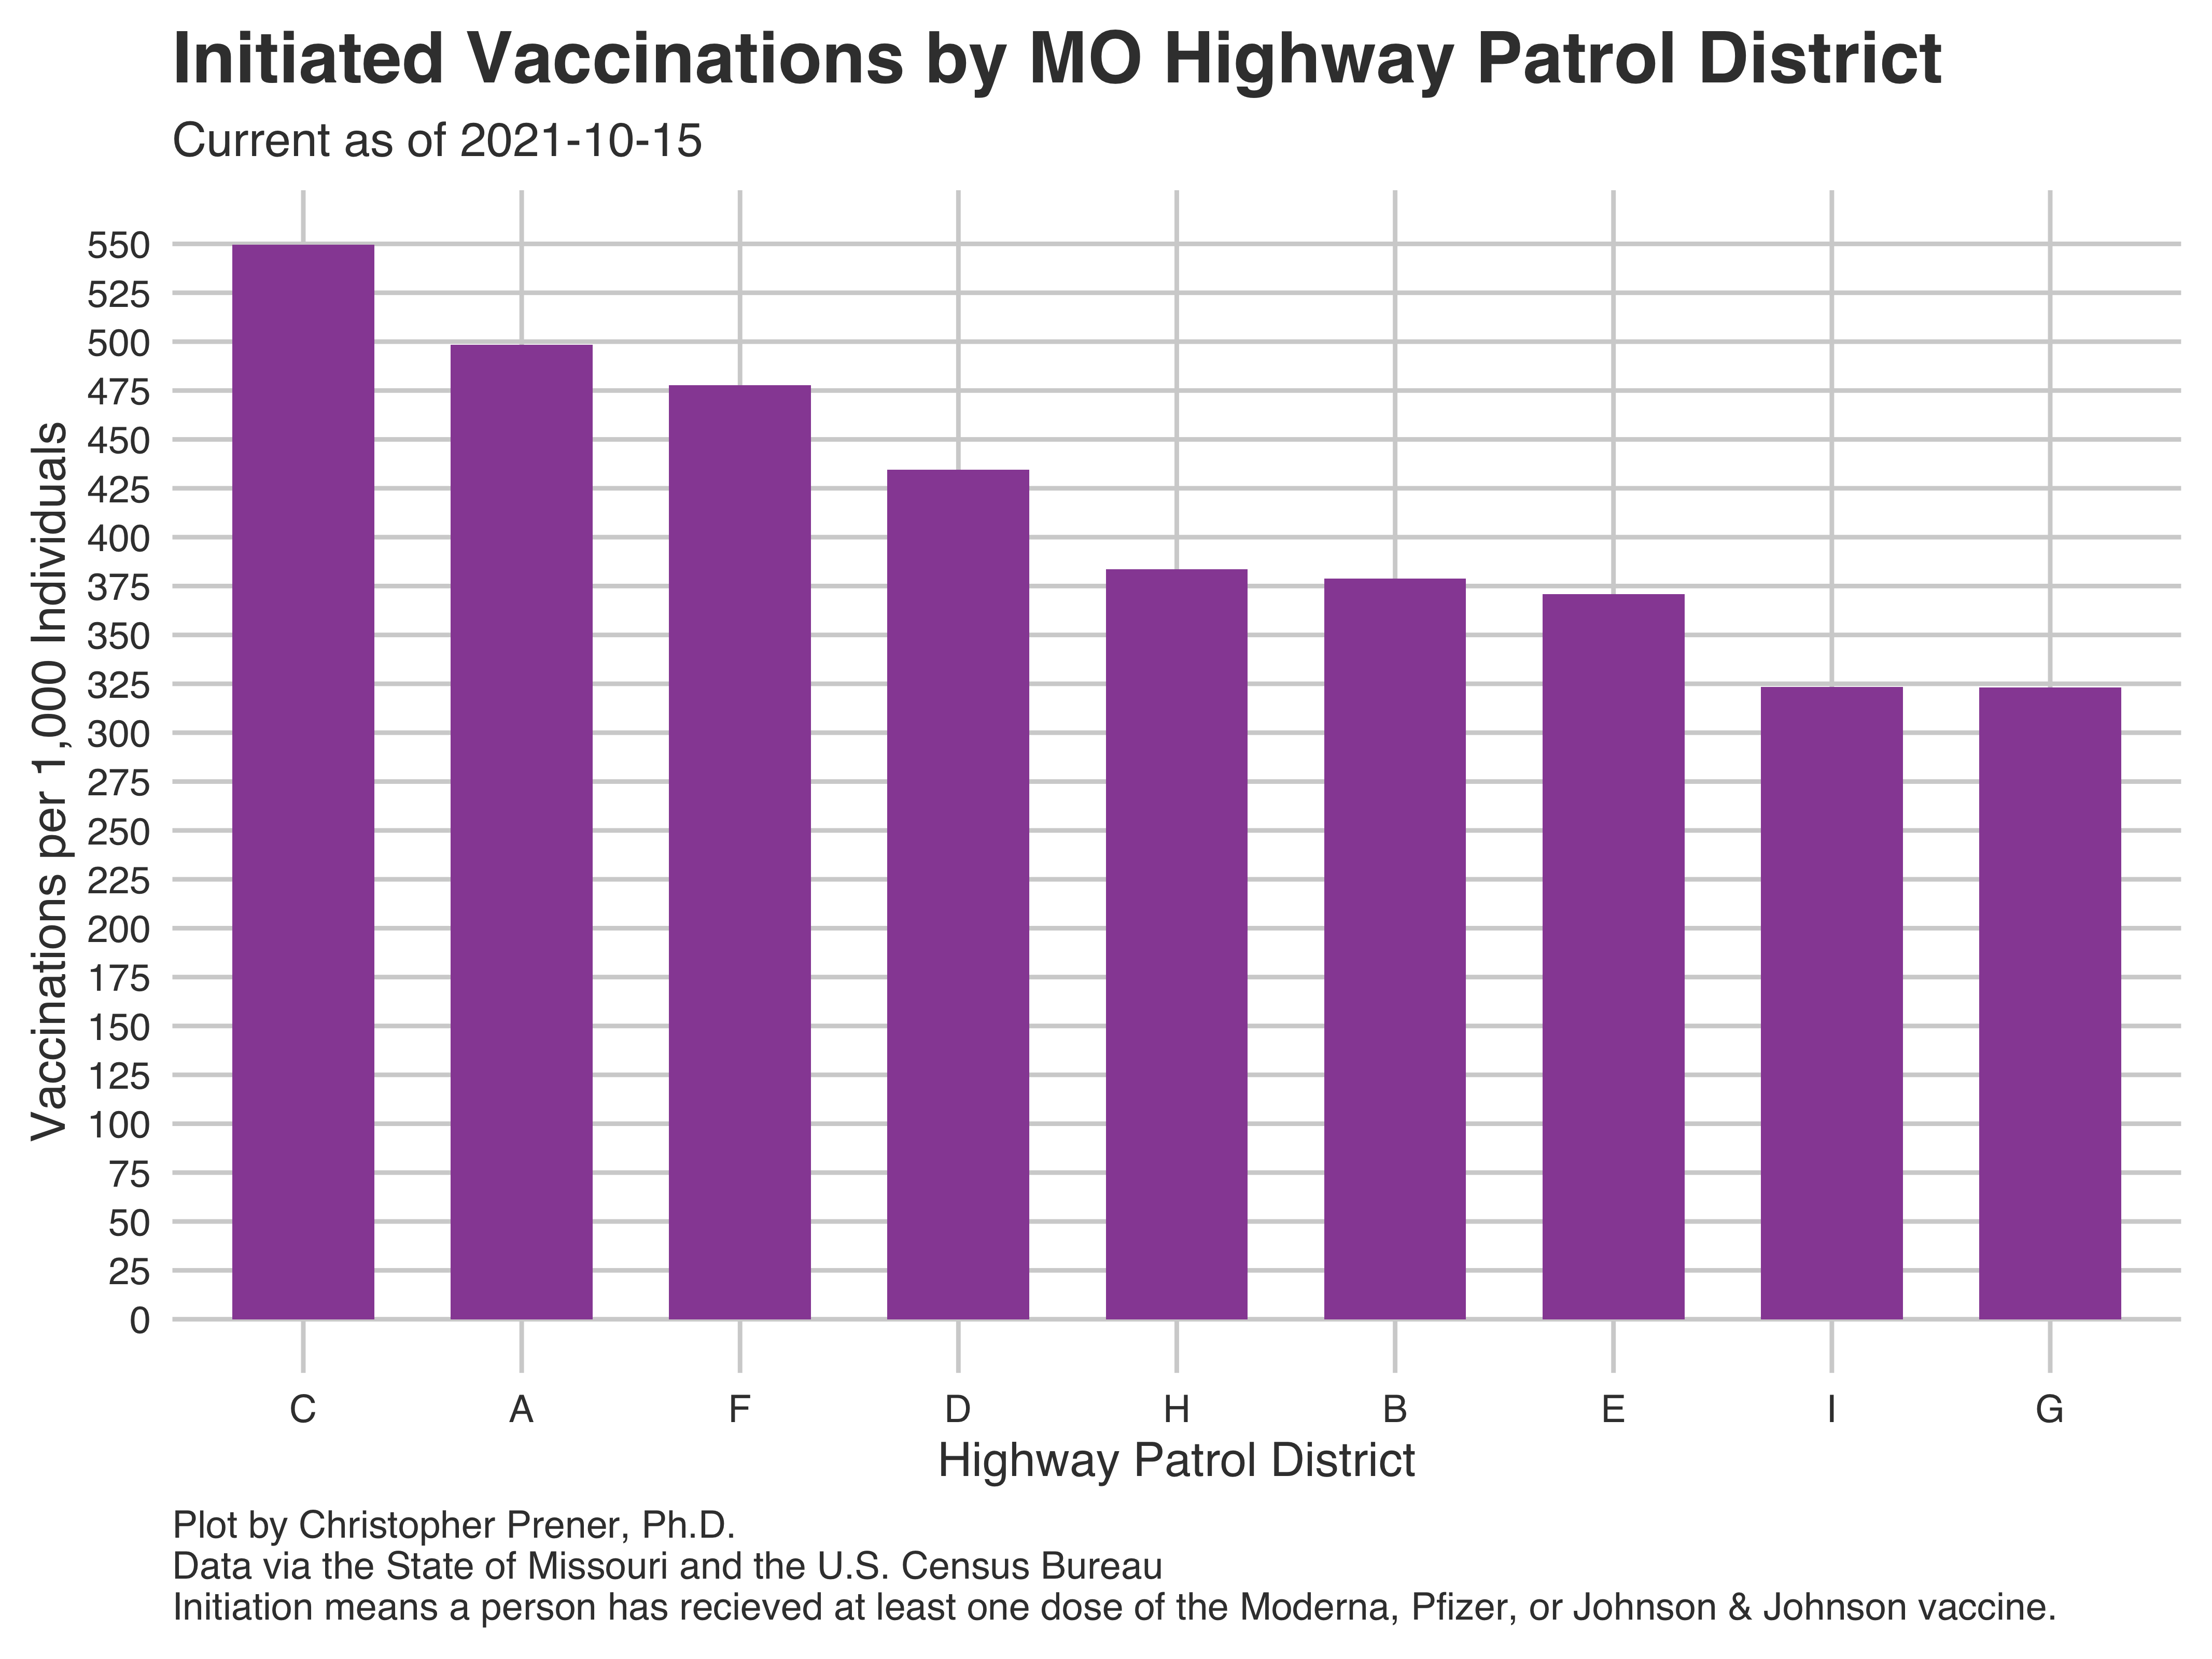 Initiated Vaccinations by MO Highway Patrol District
Current as of 2021-10-15
Vaccinations per 1,000 Individuals
550
525
500
475
450
425
400
375
350
325
300
275
250
225
200
175
150
125
100
75
50
25
0
C A F D H B E I G
Highway Patrol District
Plot by Christopher Prener, Ph.D.
Data via the State of Missouri and the U.S. Census Bureau
Initiation means a person has recieved at least one dose of the Moderna, Pfizer, or Johnson & Johnson vaccine.